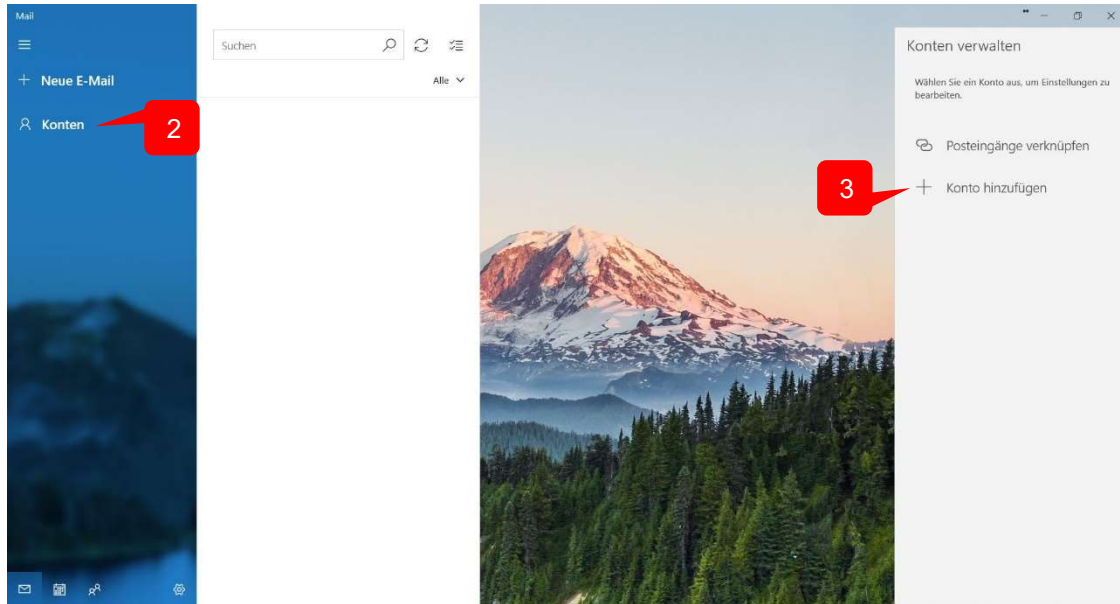 Mail
Neue E-Mail
Konten
2
Suchen
Alle
Konten verwalten
Wählen Sie ein Konto aus, um Einstellungen zu
bearbeiten.
Posteingänge verknüpfen
3
Konto hinzufügen